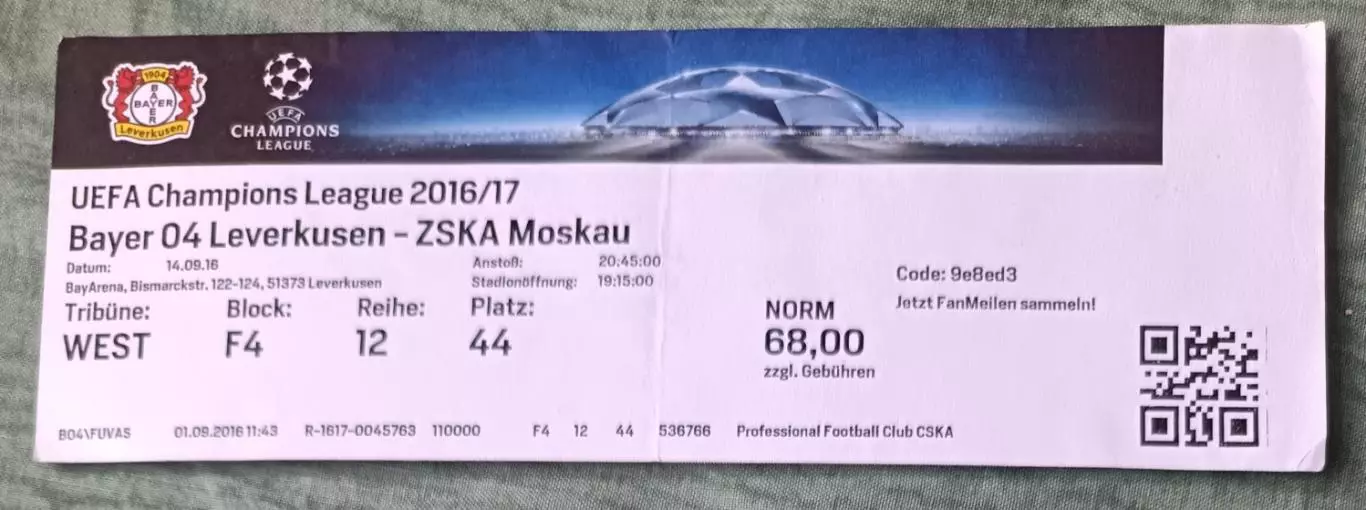 1904
BAYER
BAYER
Leverkusen
UEFA
CHAMPIONS
LEAGUE
UEFA Champions League 2016/17
Bayer 04 Leverkusen – ZSKA Moskau
Datum: 14.09.16 Anstoß: 20:45:00
BayArena, Bismarckstr. 122-124, 51373 Leverkusen Stadionöffnung: 19:15:00
Code: 9e8ed3
Jetzt FanMeilen sammeln!
Tribüne: Block: Reihe: Platz: NORM
WEST F4 12 44 68,00
zzgl. Gebühren
B04\FUVAS 01.09.2016 11:43 R-1617-0045763 110000 F4 12 44 536766 Professional Football Club CSKA